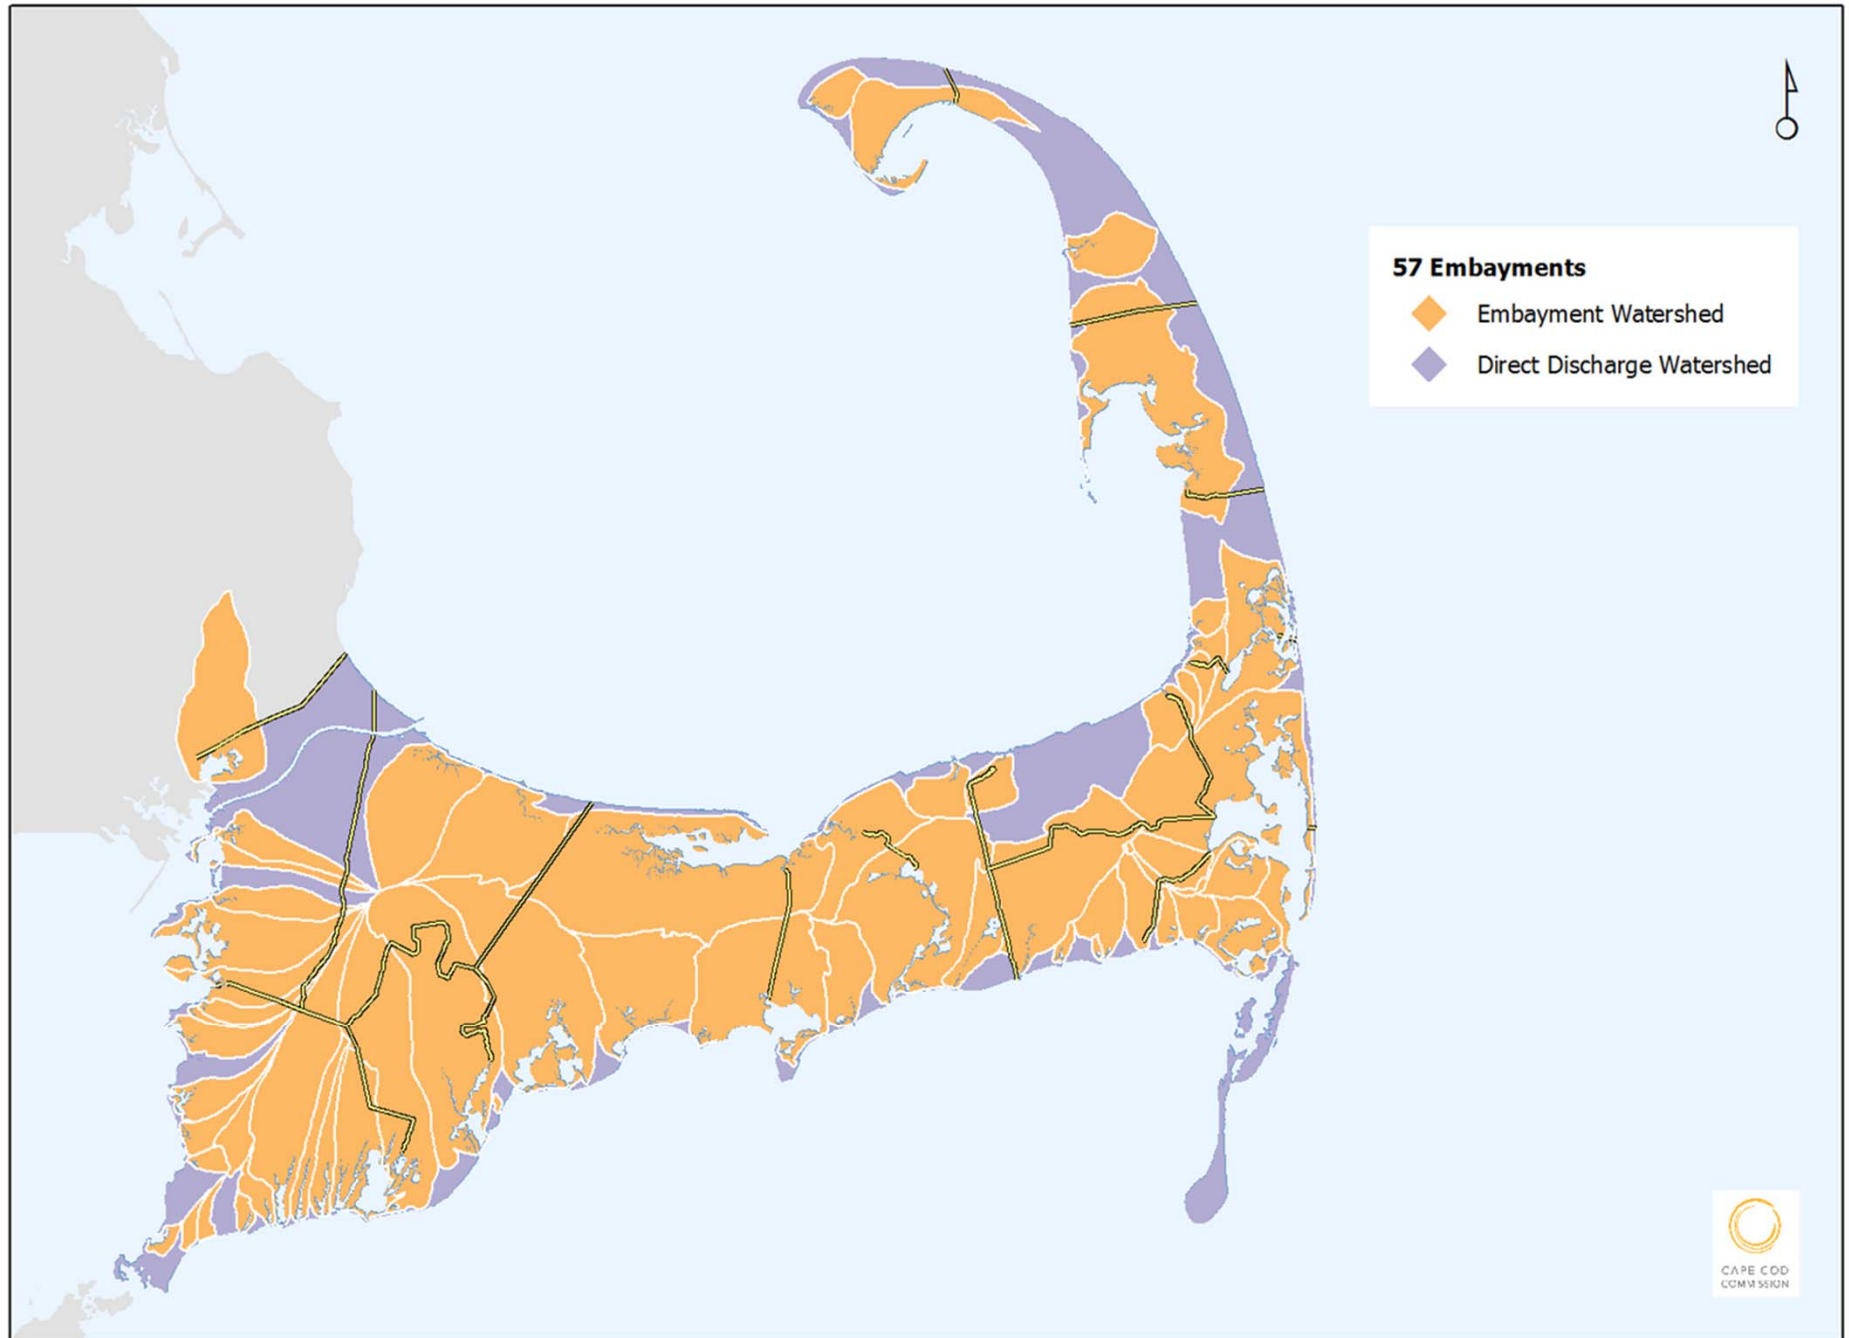 57 Embayments
Embayment Watershed
Direct Discharge Watershed
CAPE COD
COMMISSION